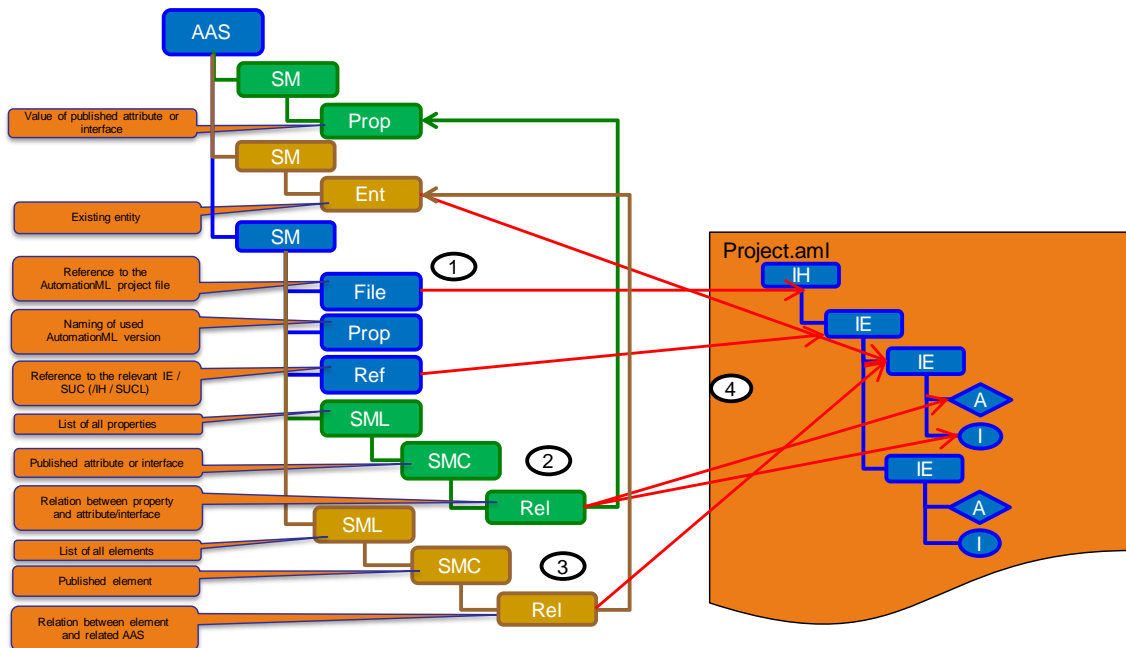 AAS
SM
Value of published attribute or
interface
Prop
SM
Existing entity
Ent
SM
Reference to the
AutomationML project file
File
1
Naming of used
AutomationML version
Prop
Reference to the relevant IE /
SUC (/IH / SUCL)
Ref
List of all properties
SML
Published attribute or interface
SMC
2
Relation between property
and attribute/interface
Rel
List of all elements
SML
Published element
SMC
3
Relation between element
and related AAS
Rel
Project.aml
IH
IE
IE
4
A
I
IE
A
I